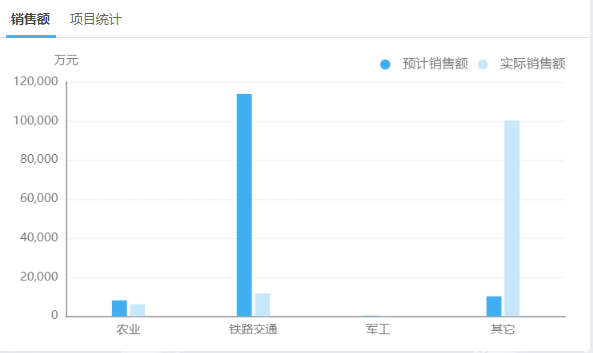 销售额 项目统计
万元
预计销售额 实际销售额
120,000
100,000
80,000
60,000
40,000
20,000
0
农业 铁路交通 军工 其它